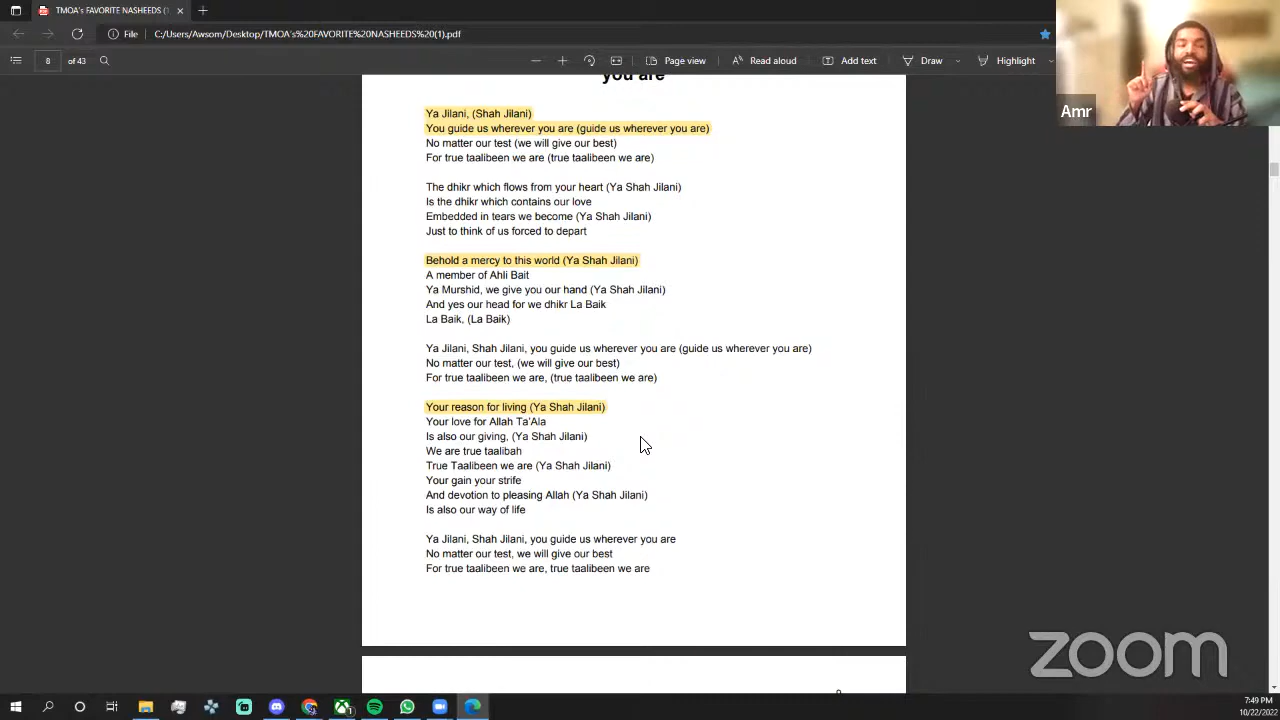 TMOA's FAVORITE NASHEEDS (1
File
C:/Users/Awsom/Desktop/TMOA's%20FAVORITE%20NASHEEDS%20(1).pdf
8 of 43
Page view
Read aloud
Add text
Draw
Highlight
Amr
you are
Ya Jilani, (Shah Jilani)
You guide us wherever you are (guide us wherever you are)
No matter our test (we will give our best)
For true taalibeen we are (true taalibeen we are)
The dhikr which flows from your heart (Ya Shah Jilani)
Is the dhikr which contains our love
Embedded in tears we become (Ya Shah Jilani)
Just to think of us forced to depart
Behold a mercy to this world (Ya Shah Jilani)
A member of Ahli Bait
Ya Murshid, we give you our hand (Ya Shah Jilani)
And yes our head for we dhikr La Baik
La Baik, (La Baik)
Ya Jilani, Shah Jilani, you guide us wherever you are (guide us wherever you are)
No matter our test, (we will give our best)
For true taalibeen we are, (true taalibeen we are)
Your reason for living (Ya Shah Jilani)
Your love for Allah Ta'Ala
Is also our giving, (Ya Shah Jilani)
We are true taalibah
True Taalibeen we are (Ya Shah Jilani)
Your gain your strife
And devotion to pleasing Allah (Ya Shah Jilani)
Is also our way of life
Ya Jilani, Shah Jilani, you guide us wherever you are
No matter our test, we will give our best
For true taalibeen we are, true taalibeen we are
zoom
7:49 PM
10/22/2022